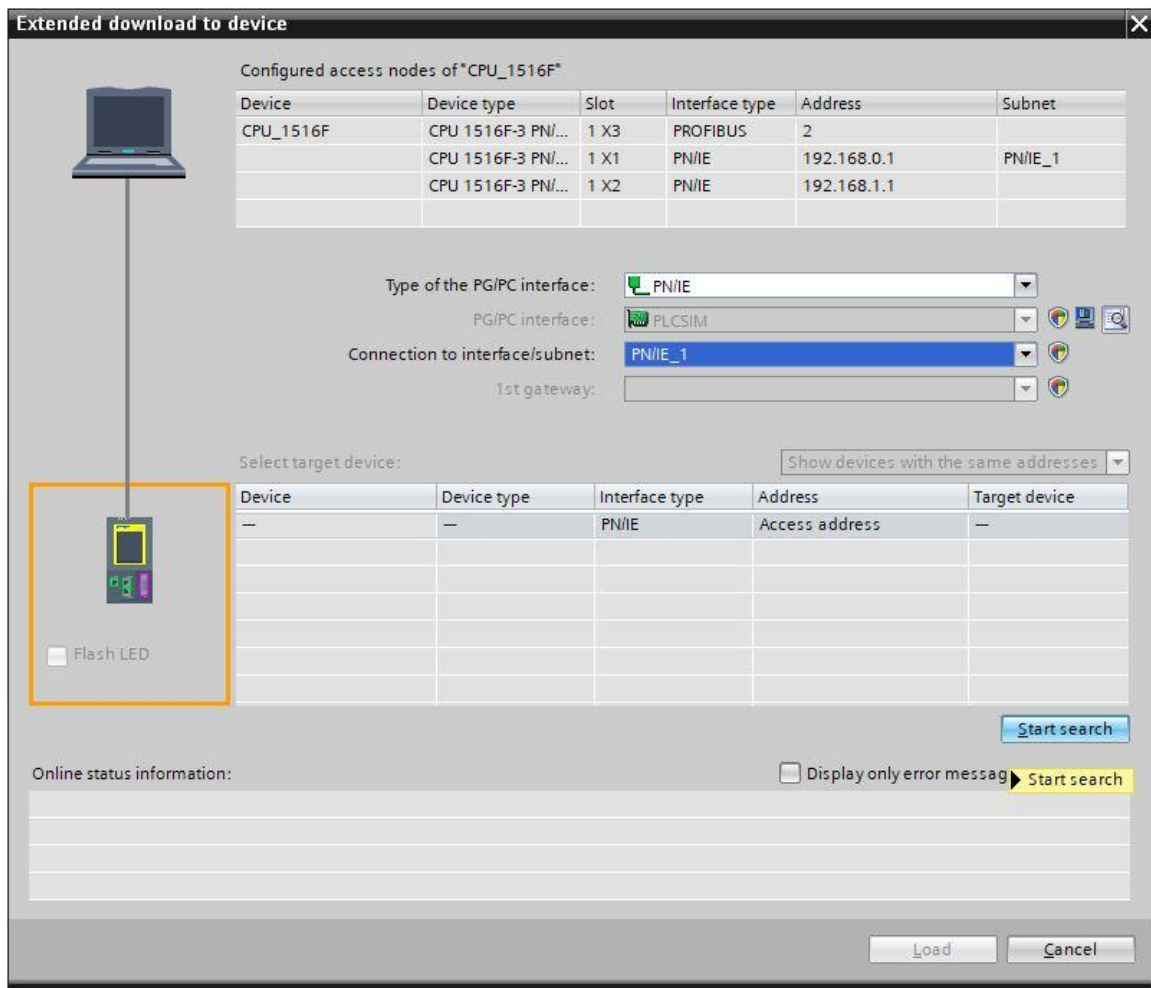 Extended download to device
Configured access nodes of "CPU_1516F"
Device Device type Slot Interface type Address Subnet
CPU_1516F CPU 1516F-3 PN/... 1 X3 PROFIBUS 2
CPU 1516F-3 PN/... 1 X1 PN/IE 192.168.0.1 PN/IE_1
CPU 1516F-3 PN/... 1 X2 PN/IE 192.168.1.1
Type of the PG/PC interface: PN/IE
PG/PC interface: PLCSIM
Connection to interface/subnet: PN/IE_1
1st gateway:
Select target device: Show devices with the same addresses
Device Device type Interface type Address Target device
— — PN/IE Access address —
Flash LED
Start search
Online status information: Display only error messag
Start search
Load Cancel